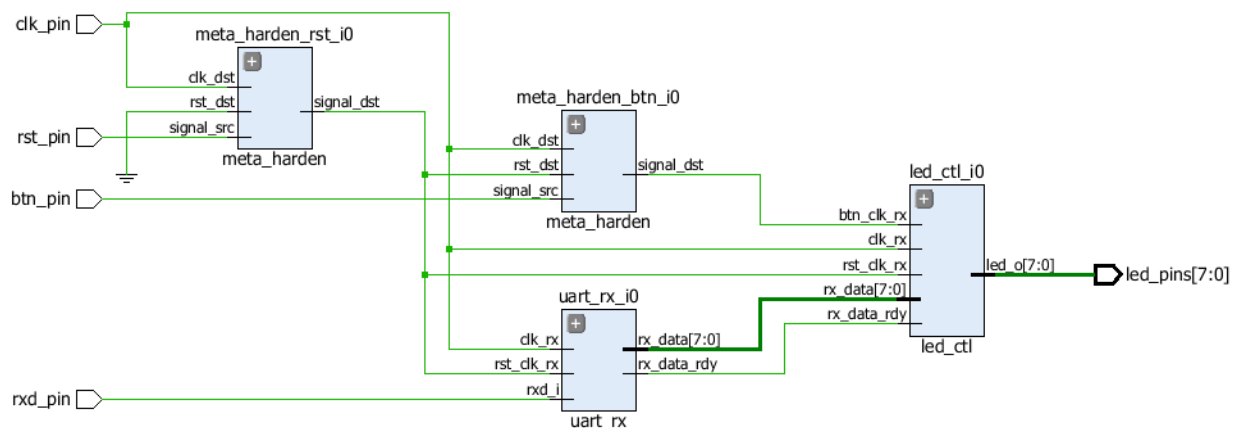 clk_pin
meta_harden_rst_i0
clk_dst
rst_dst
signal_dst
rst_pin
signal_src
meta_harden
meta_harden_btn_i0
clk_dst
rst_dst
signal_dst
btn_pin
signal_src
meta_harden
led_ctl_i0
btn_clk_rx
clk_rx
rst_clk_rx
led_o[7:0]
led_pins[7:0]
rx_data[7:0]
rx_data_rdy
led_ctl
uart_rx_i0
clk_rx
rx_data[7:0]
rst_clk_rx
rx_data_rdy
rxd_pin
rxd_i
uart_rx